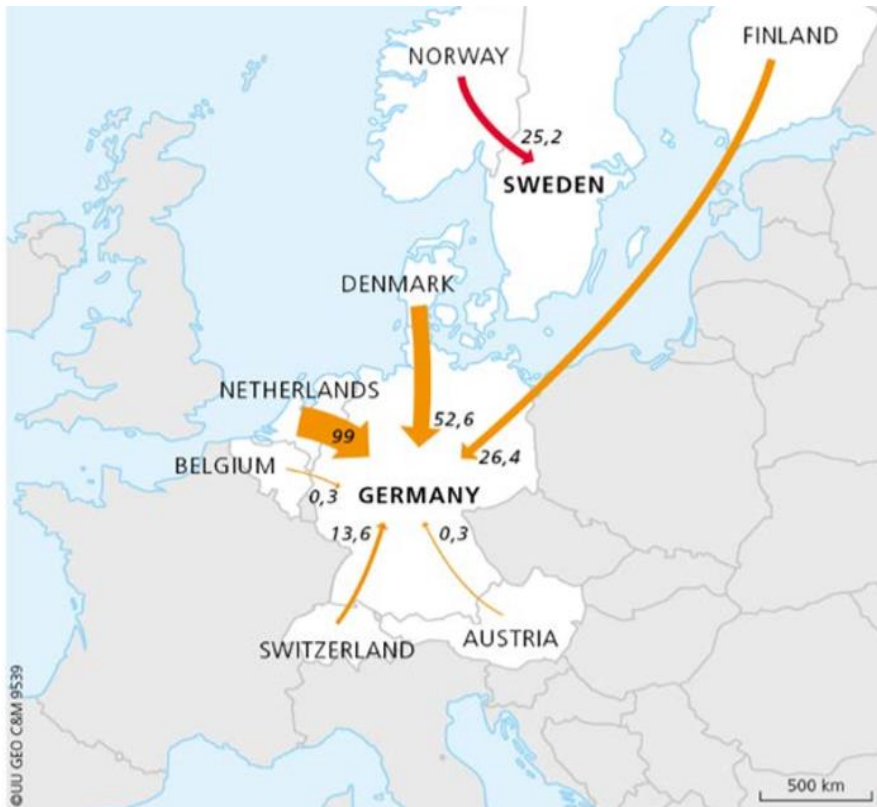 NORWAY
FINLAND
25,2
SWEDEN
DENMARK
NETHERLANDS
52,6
99
26,4
BELGIUM
0,3
GERMANY
13,6
0,3
SWITZERLAND
AUSTRIA
©UU GEO C&M 9539
500 km